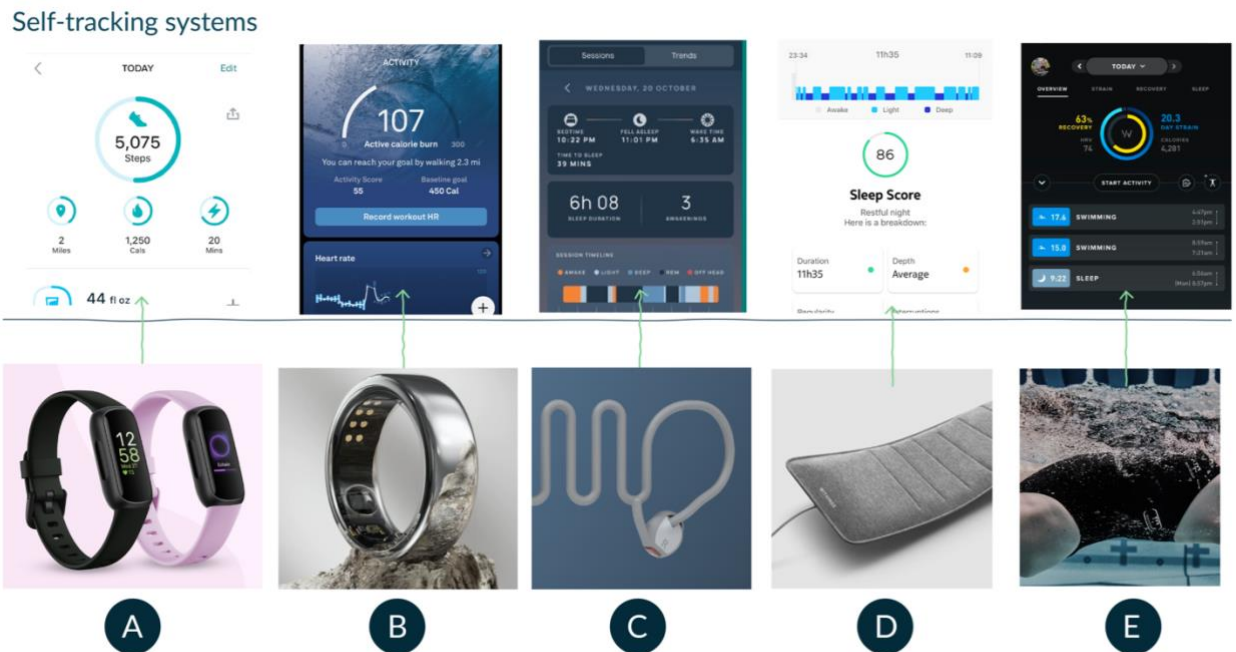 Self-tracking systems
TODAY
Edit
5,075
Steps
2
Miles
1,250
Cals
20
Mins
44 fl oz
ACTIVITY
107
0
Active calorie burn
300
You can reach your goal by walking 2.3 mi
Activity Score
55
Baseline goal
450 Cal
Record workout HR
Heart rate
Sessions
Trends
WEDNESDAY, 20 OCTOBER
BEDTIME
10:22 PM
FELL ASLEEP
11:01 PM
WAKE TIME
6:35 AM
TIME TO SLEEP
39 MINS
6h 08
SLEEP DURATION
3
AWAKENINGS
SESSION TIMELINE
AWAKE
LIGHT
DEEP
REM
OFF HEAD
23:34
11h35
11:09
Awake
Light
Deep
86
Sleep Score
Restful night
Here is a breakdown:
Duration
11h35
Depth
Average
TODAY
OVERVIEW
STRAIN
RECOVERY
SLEEP
63%
RECOVERY
HRV
74
W
20.3
DAY STRAIN
CALORIES
4,281
START ACTIVITY
17.6
SWIMMING
15.0
SWIMMING
9:22
SLEEP
12
58
A
B
C
D
E